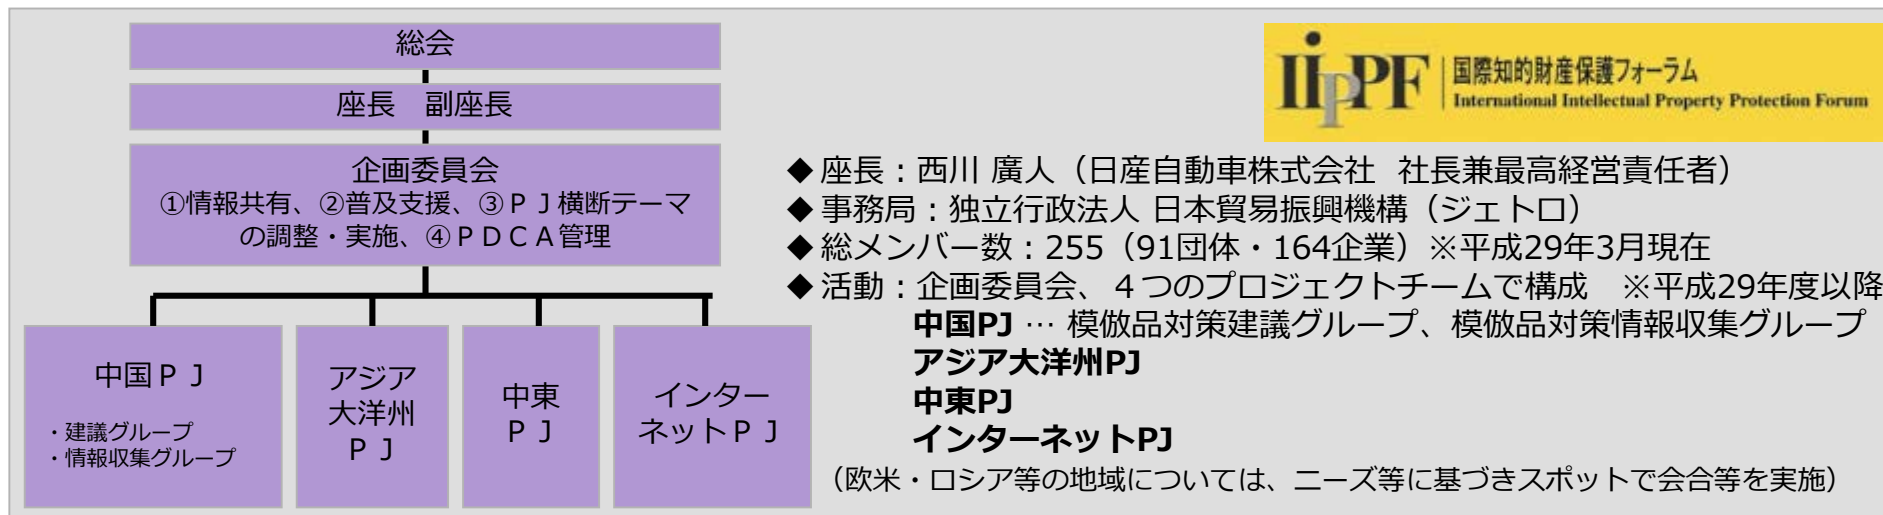 総会
座長　副座長
企画委員会
①情報共有、②普及支援、③ＰＪ横断テーマ
の調整・実施、④ＰＤＣＡ管理
中国ＰＪ
・建議グループ
・情報収集グループ
アジア
大洋州
ＰＪ
中東
ＰＪ
インター
ネットＰＪ
IIPPF 国際知的財産保護フォーラム
International Intellectual Property Protection Forum
◆座長：西川 廣人（日産自動車株式会社 社長兼最高経営責任者）
◆事務局：独立行政法人 日本貿易振興機構（ジェトロ）
◆総メンバー数：255（91団体・164企業）※平成29年3月現在
◆活動：企画委員会、４つのプロジェクトチームで構成　※平成29年度以降
中国PJ … 模倣品対策建議グループ、模倣品対策情報収集グループ
アジア大洋州PJ
中東PJ
インターネットPJ
（欧米・ロシア等の地域については、ニーズ等に基づきスポットで会合等を実施）